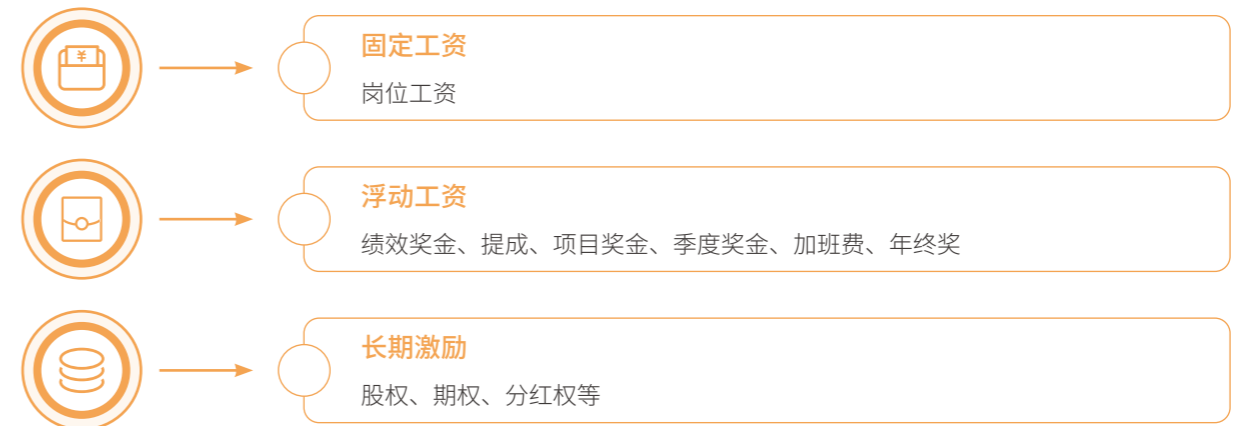 ¥
固定工资
岗位工资
浮动工资
绩效奖金、提成、项目奖金、季度奖金、加班费、年终奖
长期激励
股权、期权、分红权等